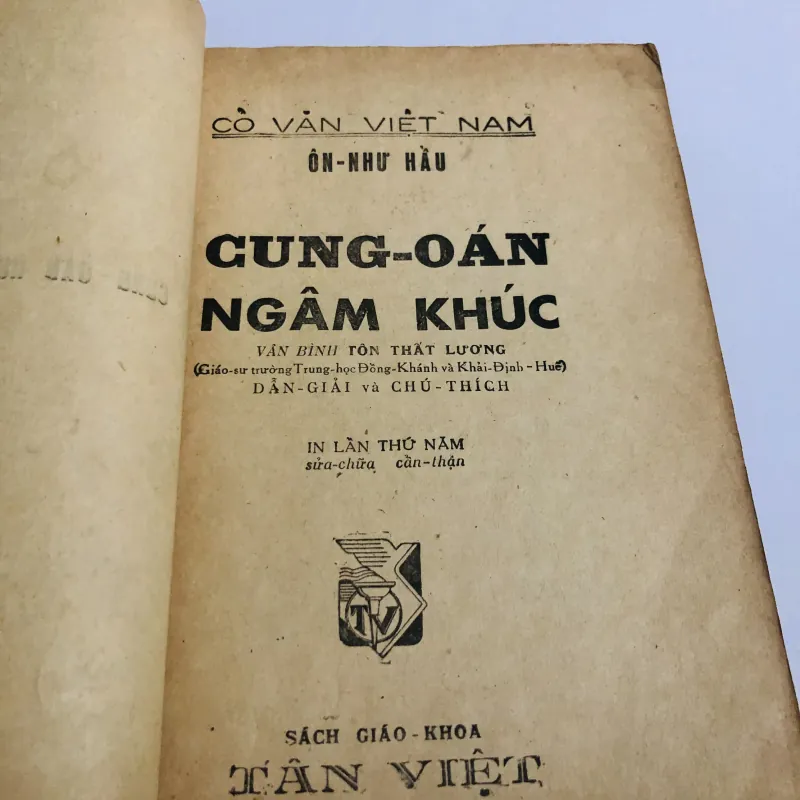 CỔ VĂN VIỆT NAM
ÔN-NHƯ HẦU
CUNG-OÁN
NGÂM KHÚC
VÂN BÌNH TÔN THẤT LƯƠNG
(Giáo-sư trường Trung-học Đồng-Khánh và Khải-Định - Huế)
DẪN-GIẢI và CHÚ-THÍCH
IN LẦN THỨ NĂM
sửa-chữa cẩn-thận
TV
SÁCH GIÁO-KHOA
TÂN VIỆT